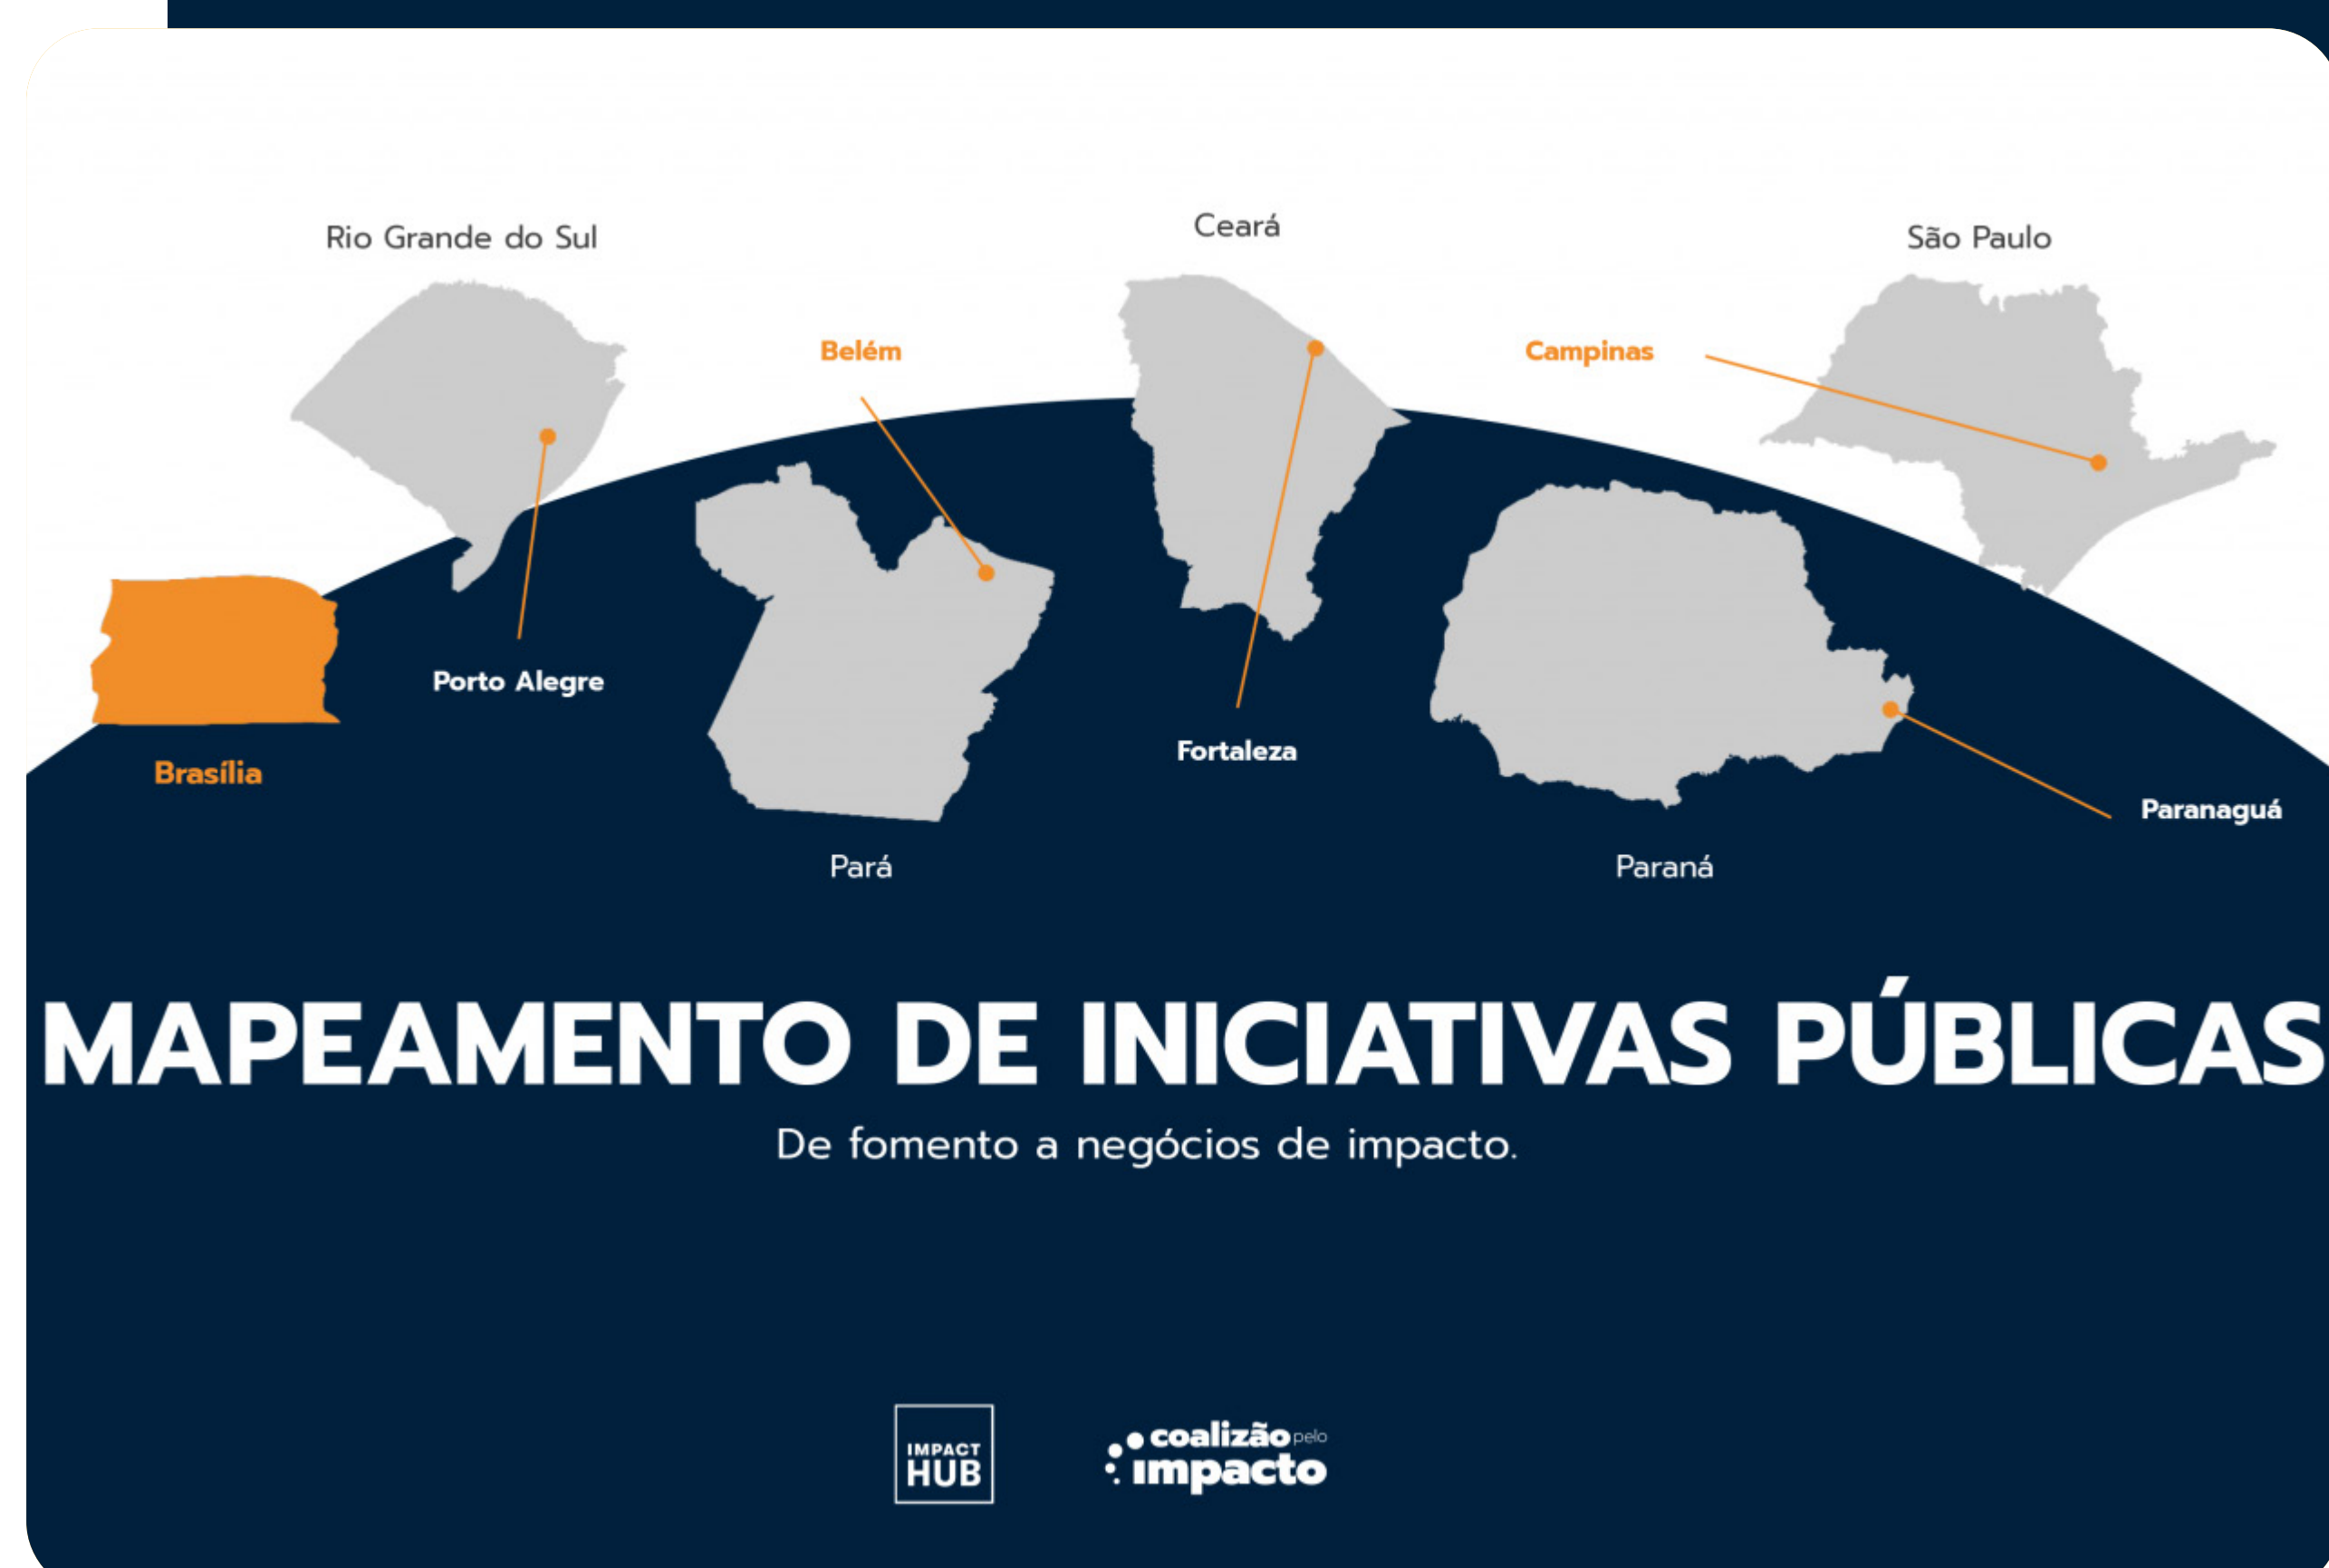 Rio Grande do Sul
Ceará
São Paulo
Belém
Campinas
Porto Alegre
Fortaleza
Brasília
Paranaguá
Pará
Paraná
MAPEAMENTO DE INICIATIVAS PÚBLICAS
De fomento a negócios de impacto.
IMPACT
HUB
coalizão pelo
impacto